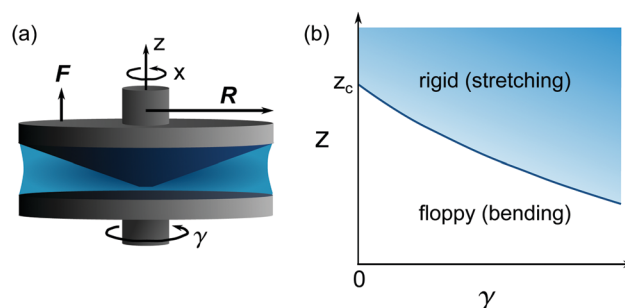 (a)
z
x
F
R
γ
(b)
z_c
rigid (stretching)
Z
floppy (bending)
0
γ